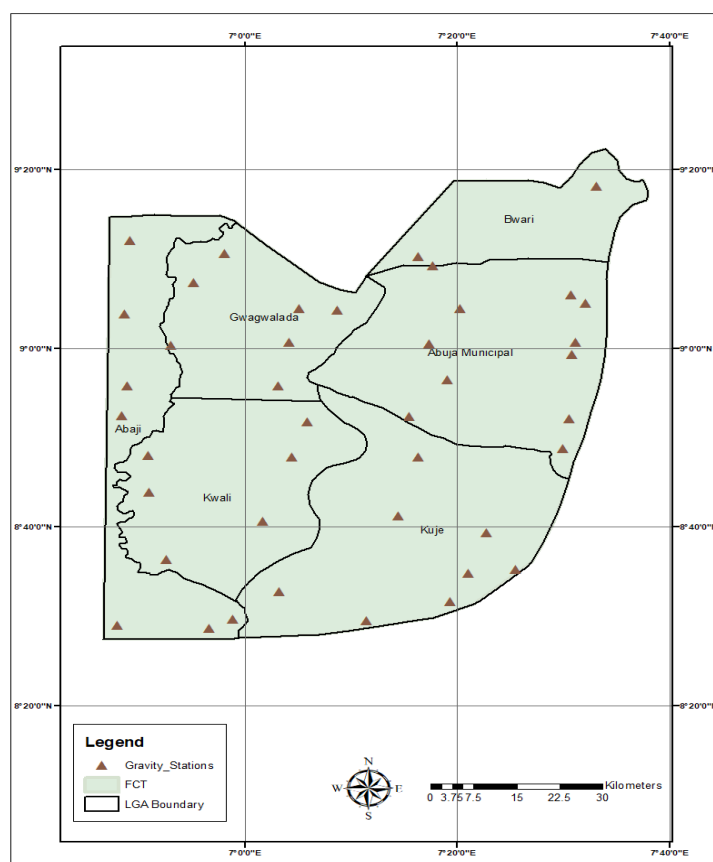 7°0'0"E 7°20'0"E 7°40'0"E
9°20'0"N 9°20'0"N
Bwari
Gwagwalada
9°0'0"N 9°0'0"N
Abuja Municipal
Abaji
Kwali
8°40'0"N 8°40'0"N
Kuje
8°20'0"N 8°20'0"N
Legend
Gravity_Stations
FCT
LGA Boundary
N
W E
S
Kilometers
0 3.75 7.5 15 22.5 30
7°0'0"E 7°20'0"E 7°40'0"E